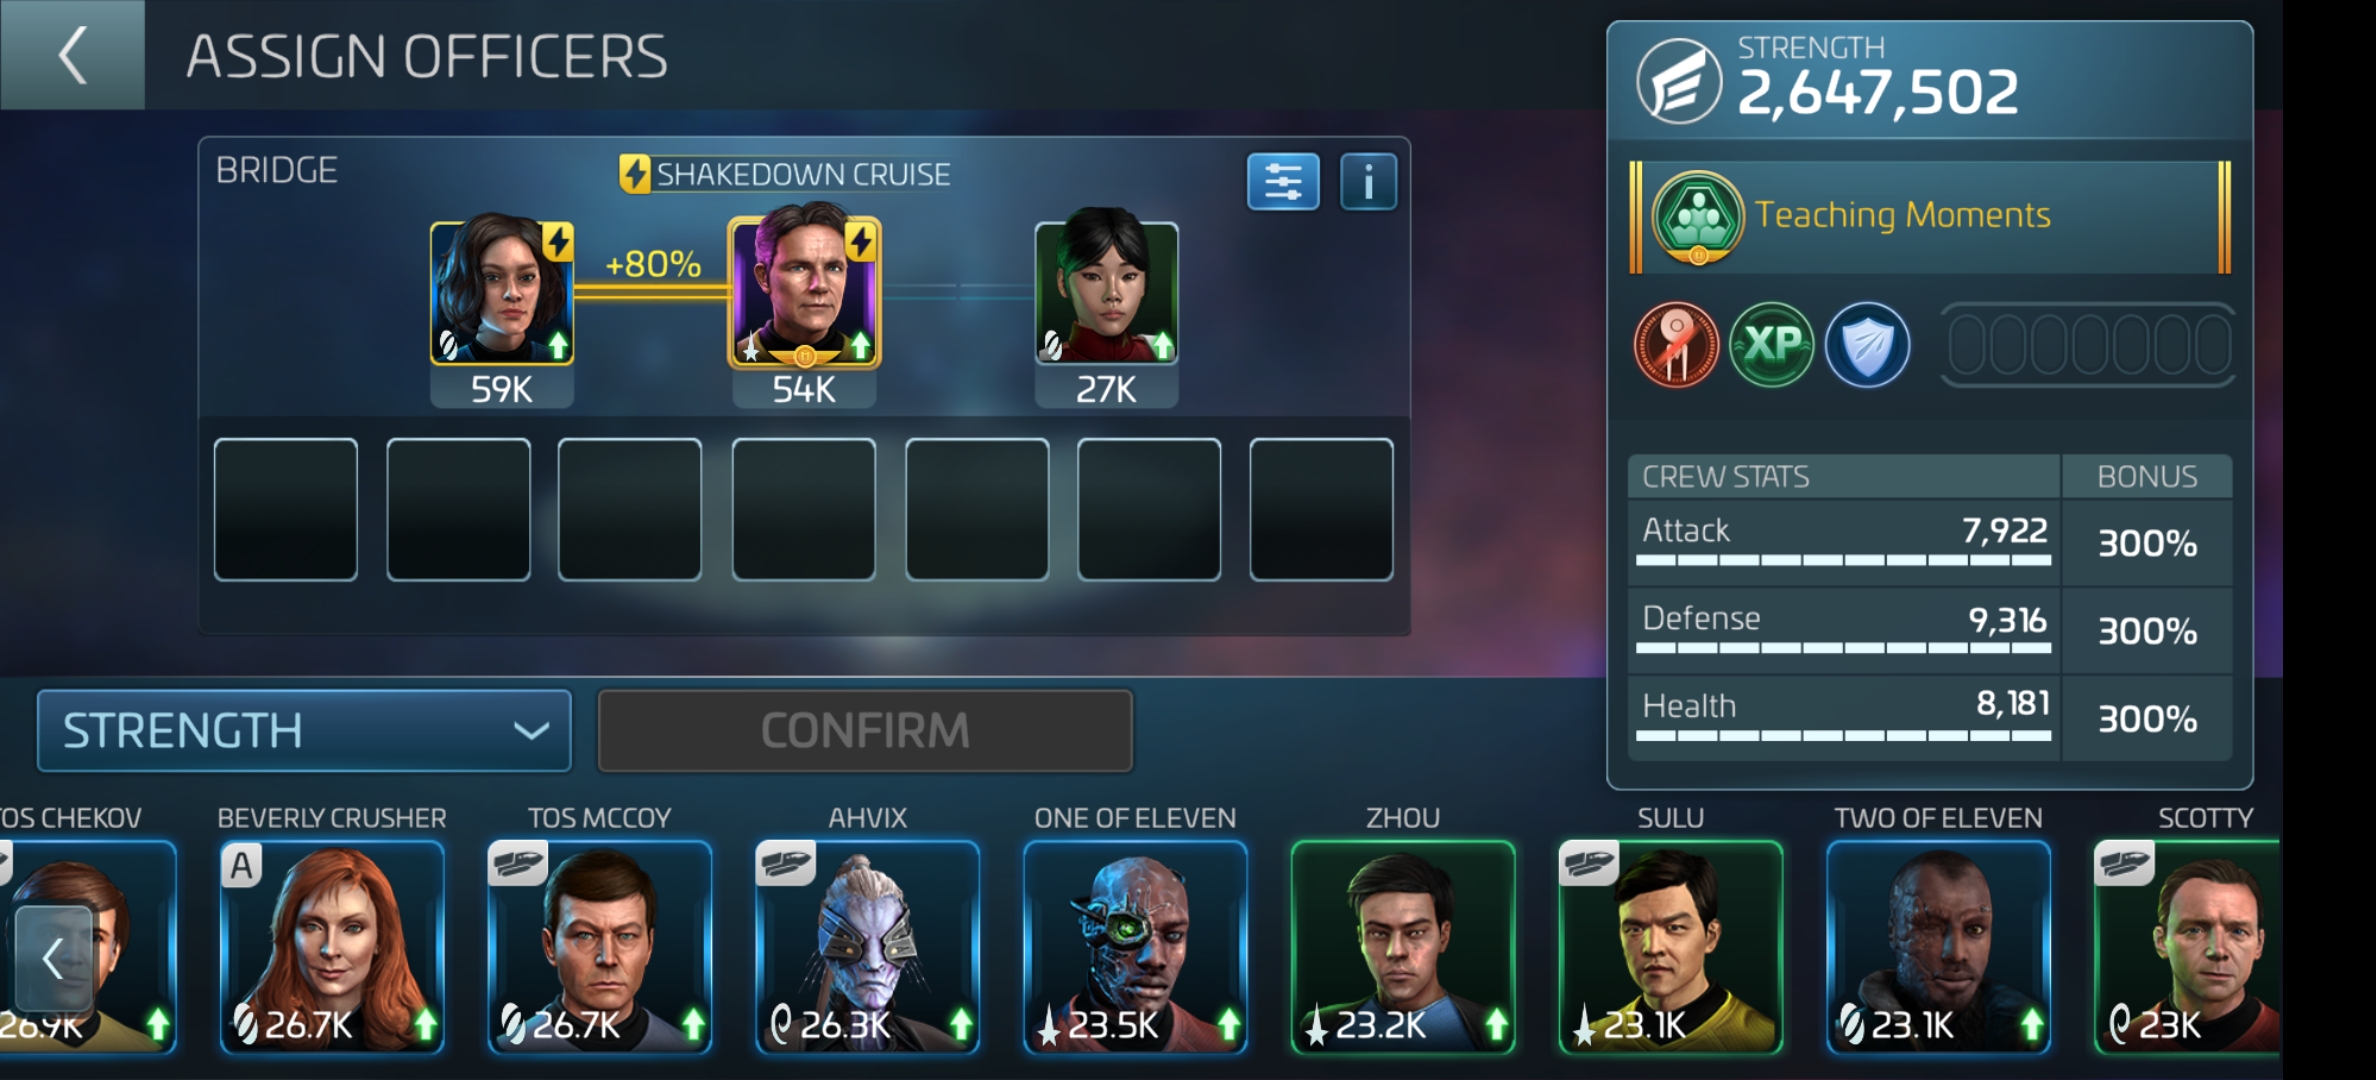 ASSIGN OFFICERS
STRENGTH
2,647,502
BRIDGE
SHAKEDOWN CRUISE
i
Teaching Moments
+80%
XP
59K
54K
27K
CREW STATS
BONUS
Attack
7,922
300%
Defense
9,316
300%
Health
8,181
300%
STRENGTH
CONFIRM
TOS CHEKOV
BEVERLY CRUSHER
TOS MCCOY
AHVIX
ONE OF ELEVEN
ZHOU
SULU
TWO OF ELEVEN
SCOTTY
A
26.9K
26.7K
26.7K
26.3K
23.5K
23.2K
23.1K
23.1K
23K